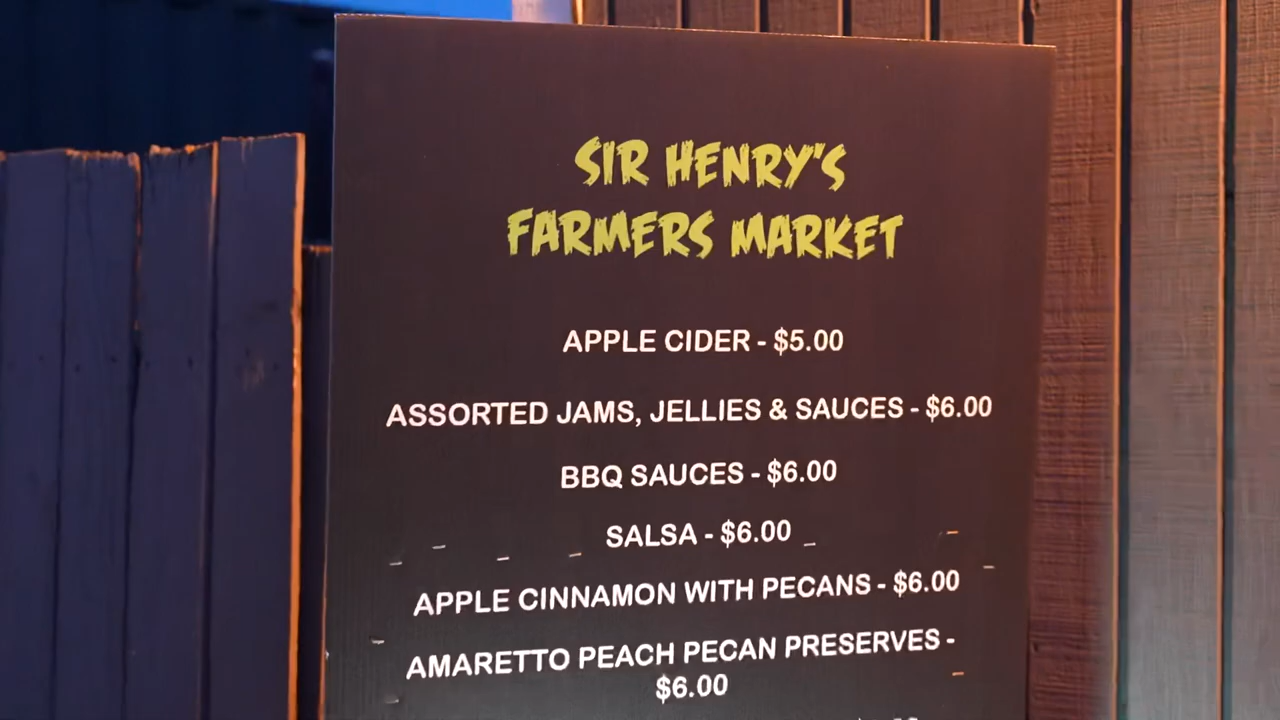 SIR HENRY'S
FARMERS MARKET
APPLE CIDER - $5.00
ASSORTED JAMS, JELLIES & SAUCES - $6.00
BBQ SAUCES - $6.00
SALSA - $6.00
APPLE CINNAMON WITH PECANS - $6.00
AMARETTO PEACH PECAN PRESERVES -
$6.00